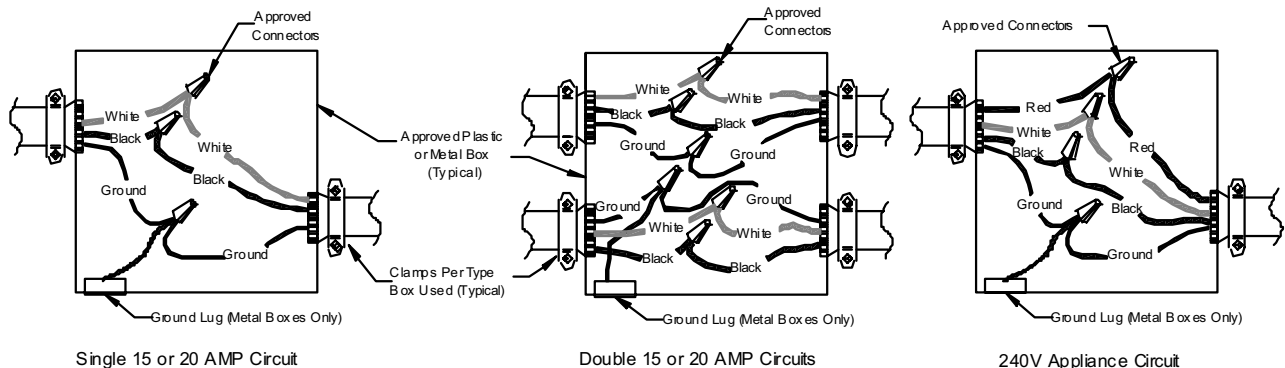 Approved
Connectors
White
Black
White
Black
Ground
Ground
Ground Lug (Metal Boxes Only)
Single 15 or 20 AMP Circuit
Approved Plastic
or Metal Box
(Typical)
Clamps Per Type
Box Used (Typical)
Approved
Connectors
White
White
Black
Black
Ground
Ground
Ground
Ground
White
White
Black
Black
Ground Lug (Metal Boxes Only)
Double 15 or 20 AMP Circuits
Approved Connectors
Red
White
Black
Red
White
Black
Ground
Ground
Ground Lug (Metal Boxes Only)
240V Appliance Circuit